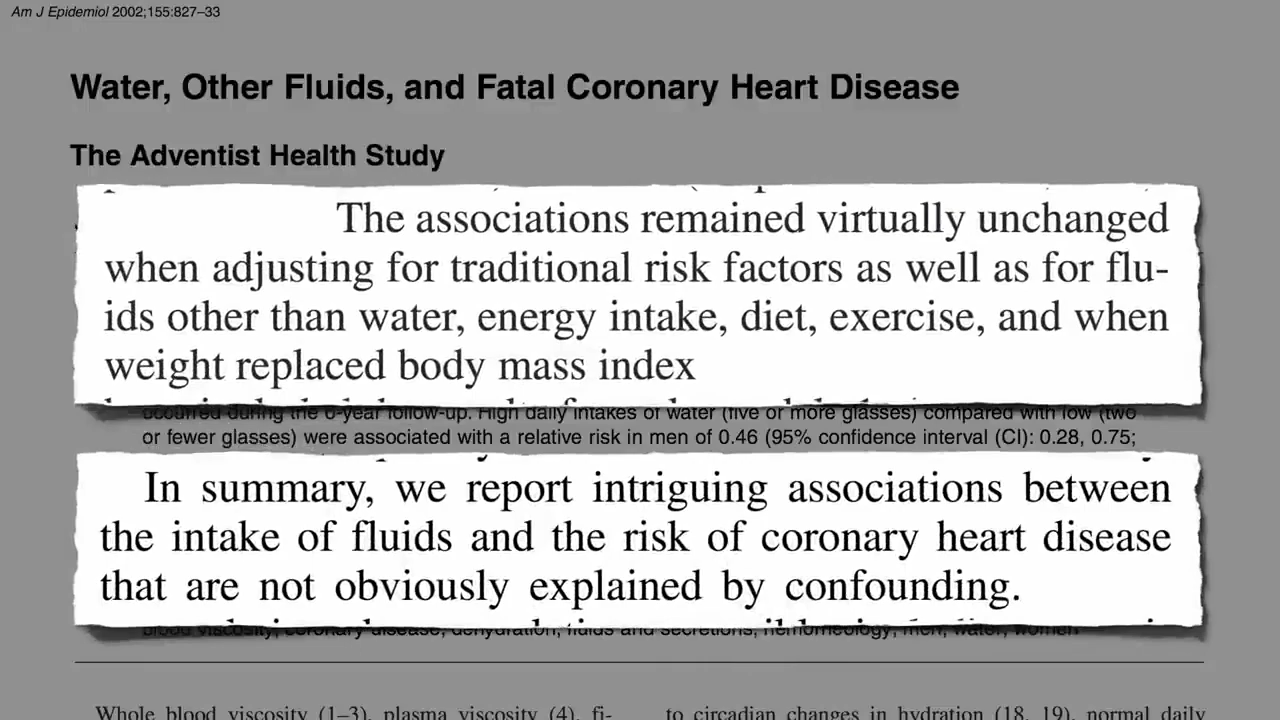 Am J Epidemiol 2002;155:827–33
Water, Other Fluids, and Fatal Coronary Heart Disease
The Adventist Health Study
The associations remained virtually unchanged
when adjusting for traditional risk factors as well as for flu-
ids other than water, energy intake, diet, exercise, and when
weight replaced body mass index
occurred during the 6-year follow-up. High daily intakes of water (five or more glasses) compared with low (two
or fewer glasses) were associated with a relative risk in men of 0.46 (95% confidence interval (CI): 0.28, 0.75;
In summary, we report intriguing associations between
the intake of fluids and the risk of coronary heart disease
that are not obviously explained by confounding.
blood viscosity; coronary disease; dehydration; fluids and secretions; hemorheology; men; water; women
Whole blood viscosity (1–3), plasma viscosity (4), fi-
to circadian changes in hydration (18, 19), normal daily